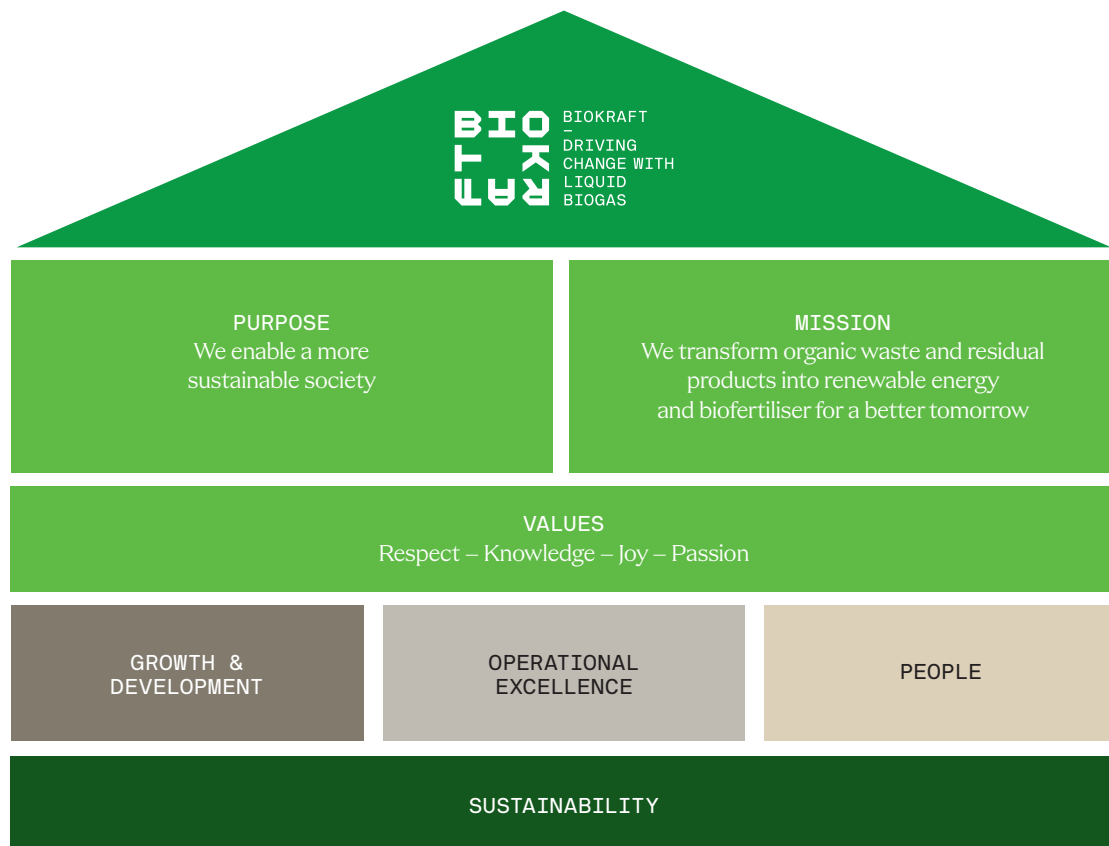 BIO
KRAFT
BIOKRAFT
–
DRIVING
CHANGE WITH
LIQUID
BIOGAS
PURPOSE
We enable a more
sustainable society
MISSION
We transform organic waste and residual
products into renewable energy
and biofertiliser for a better tomorrow
VALUES
Respect – Knowledge – Joy – Passion
GROWTH &
DEVELOPMENT
OPERATIONAL
EXCELLENCE
PEOPLE
SUSTAINABILITY